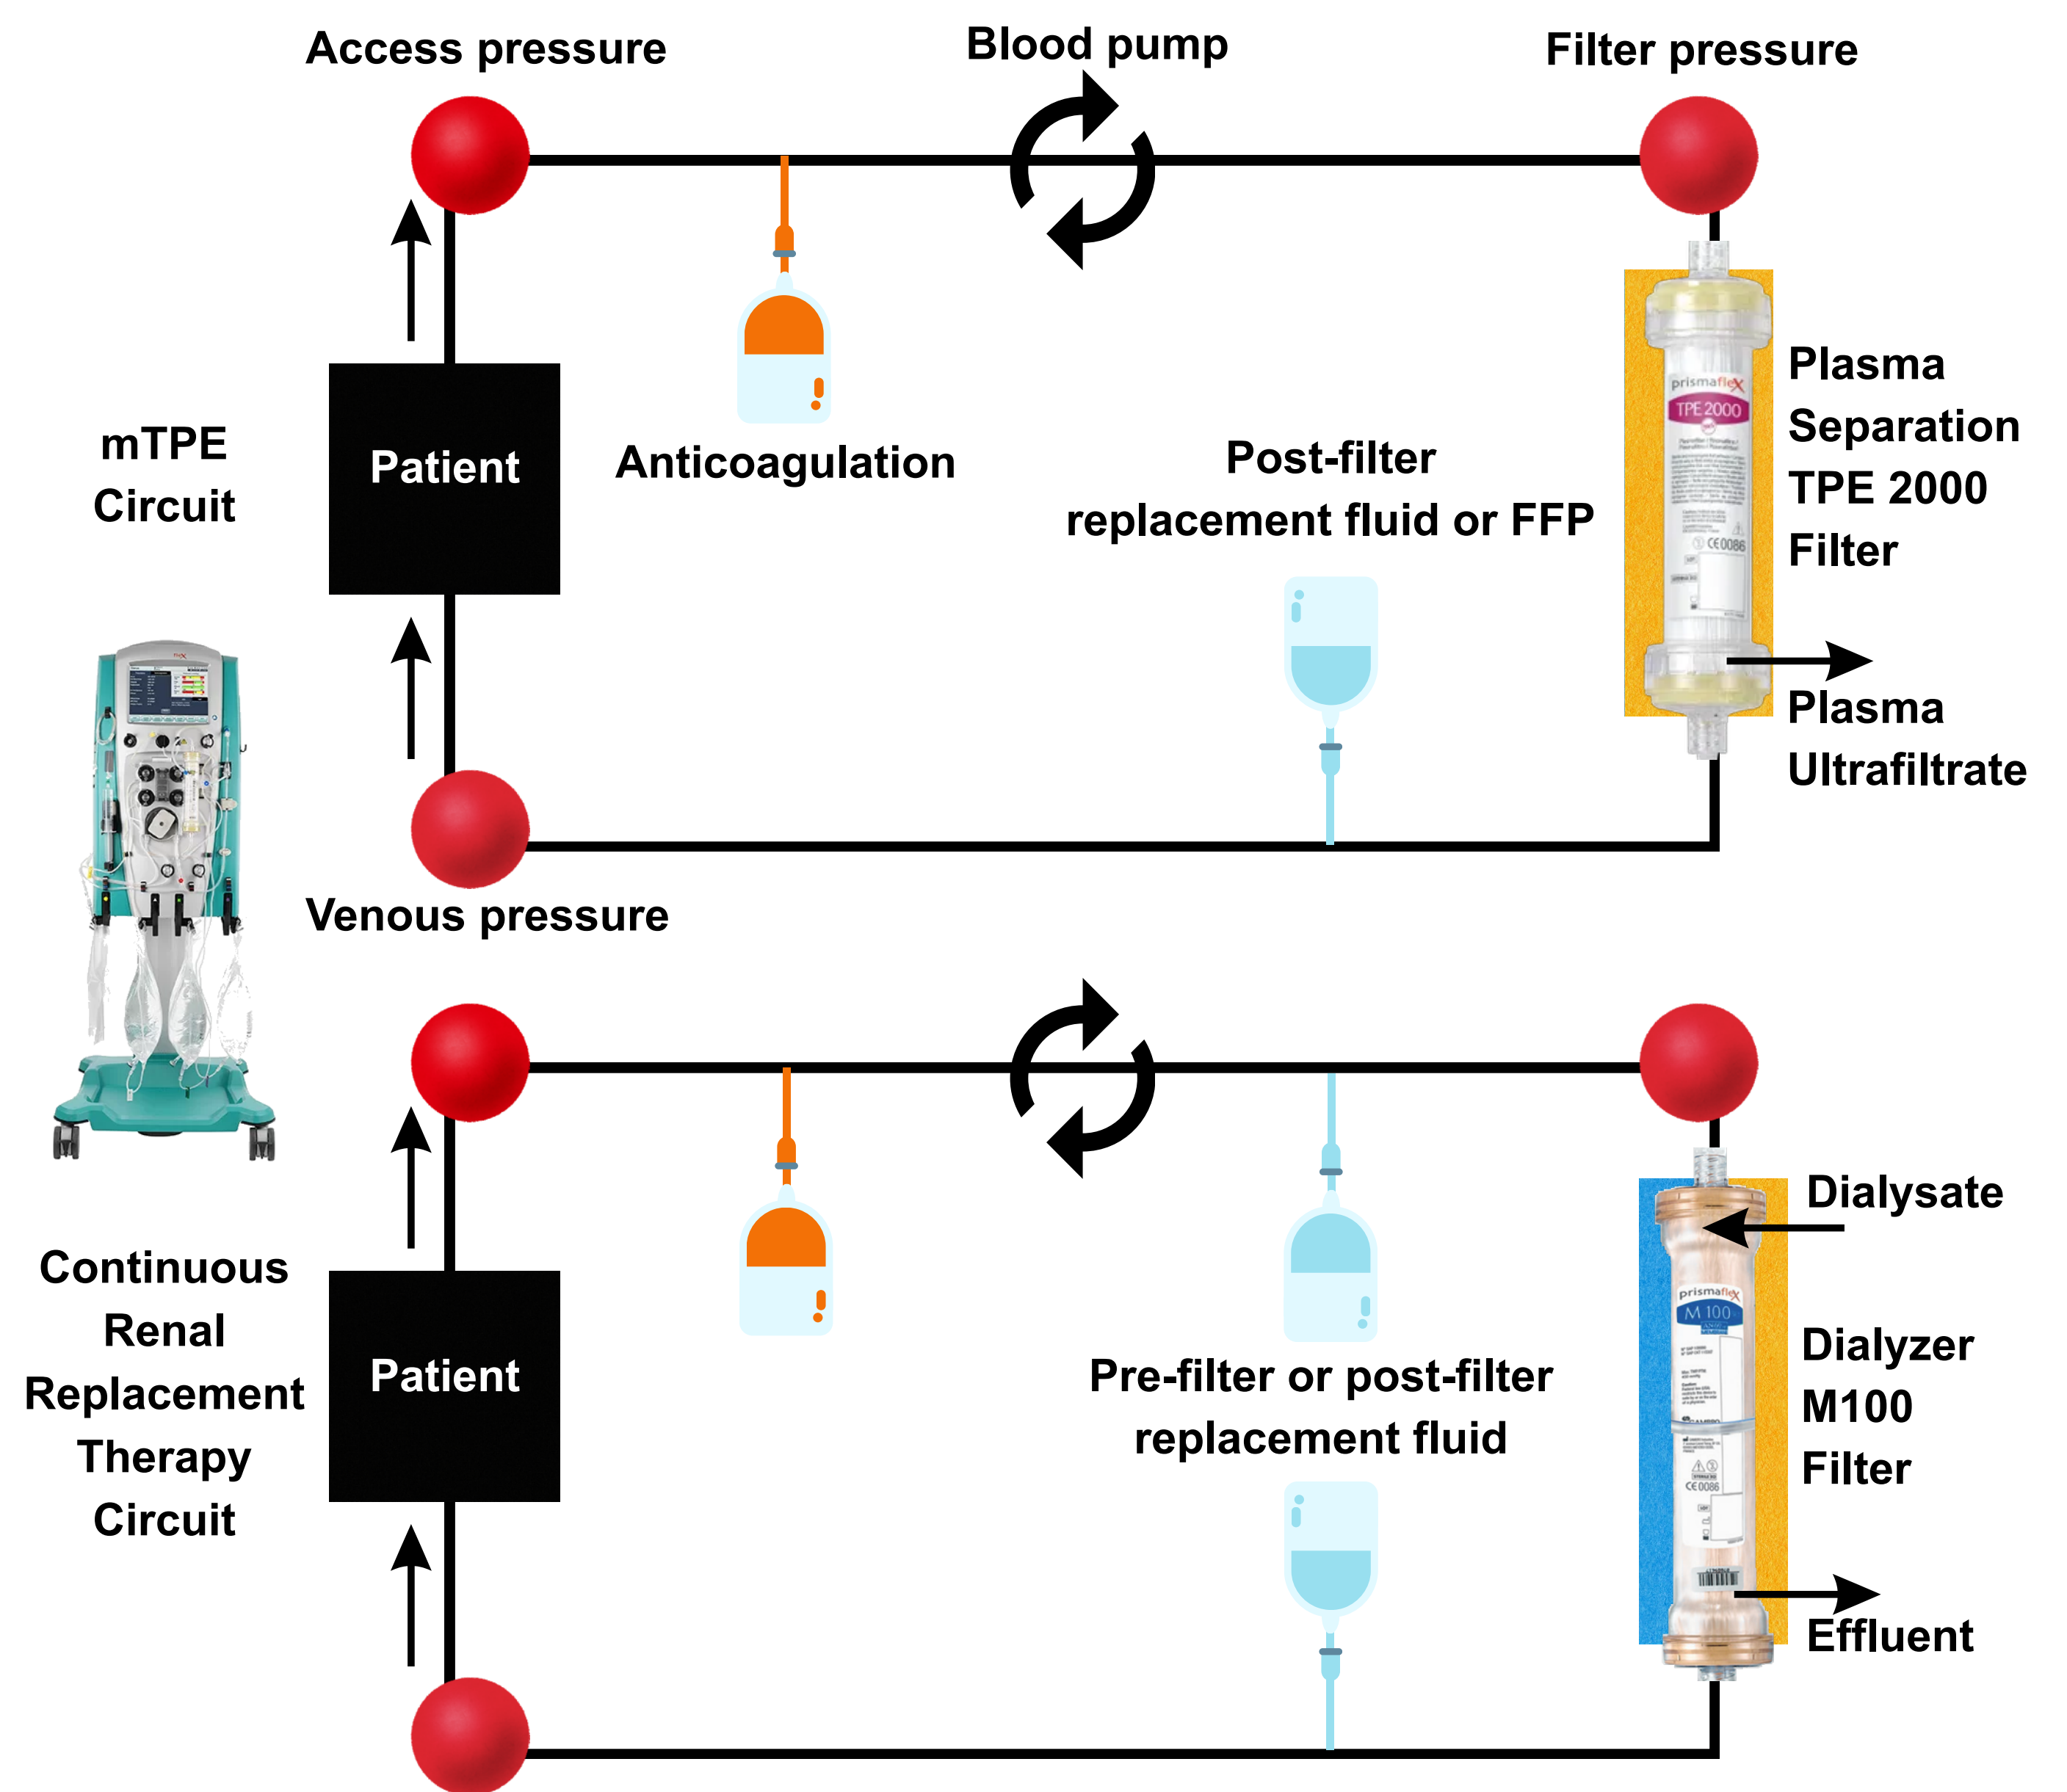 Access pressure
Blood pump
Filter pressure
mTPE
Circuit
Patient
Anticoagulation
Post-filter
replacement fluid or FFP
prismaflex
TPE 2000
CE0086
Plasma
Separation
TPE 2000
Filter
Plasma
Ultrafiltrate
Venous pressure
Continuous
Renal
Replacement
Therapy
Circuit
Patient
Pre-filter or post-filter
replacement fluid
Dialysate
prismaflex
M 100
CE0086
Dialyzer
M100
Filter
Effluent